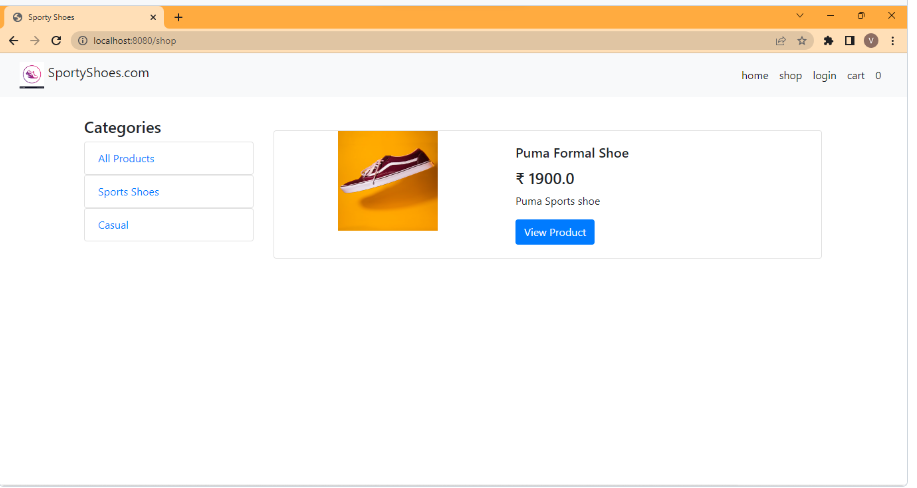 Sporty Shoes
localhost:8080/shop
V
SportyShoes.com
home shop login cart 0
Categories
All Products
Sports Shoes
Casual
Puma Formal Shoe
₹ 1900.0
Puma Sports shoe
View Product